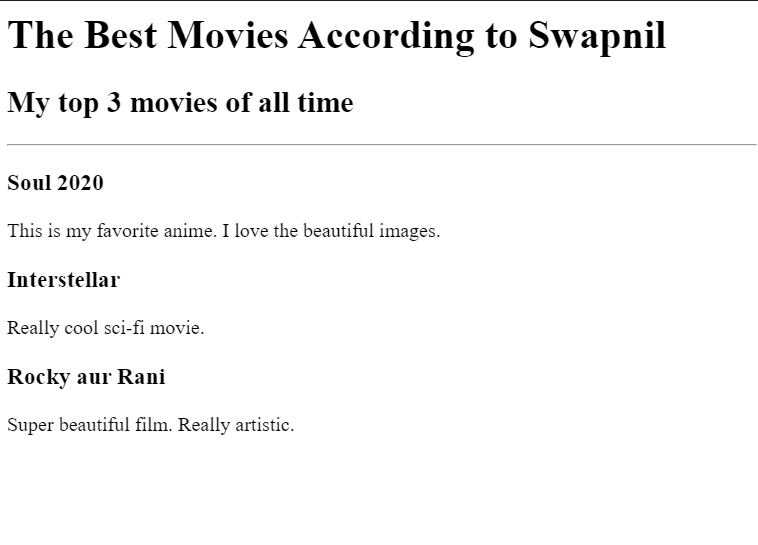 The Best Movies According to Swapnil
My top 3 movies of all time
Soul 2020
This is my favorite anime. I love the beautiful images.
Interstellar
Really cool sci-fi movie.
Rocky aur Rani
Super beautiful film. Really artistic.